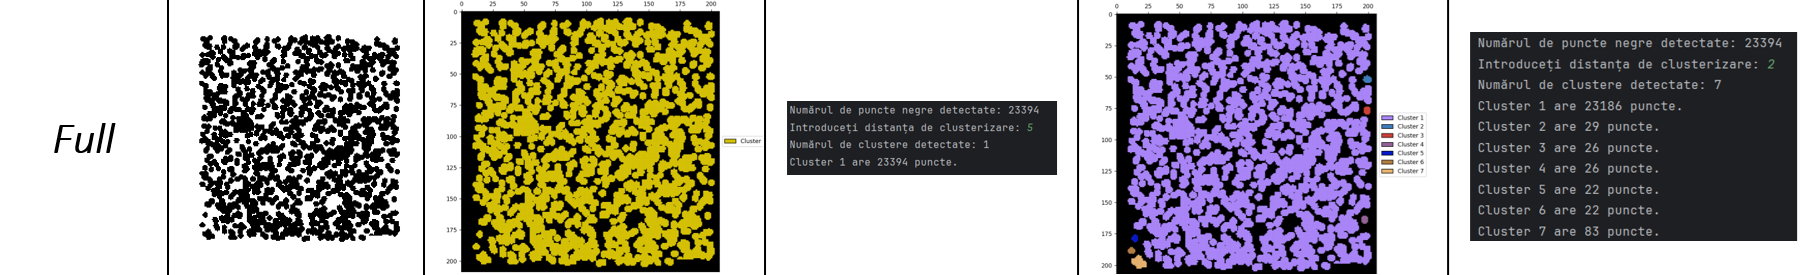 Full
0 25 50 75 100 125 150 175 200
0
25
50
75
100
125
150
175
200
Cluster
Numărul de puncte negre detectate: 23394
Introduceți distanța de clusterizare: 5
Numărul de clustere detectate: 1
Cluster 1 are 23394 puncte.
0 25 50 75 100 125 150 175 200
0
25
50
75
100
125
150
175
200
Cluster 1
Cluster 2
Cluster 3
Cluster 4
Cluster 5
Cluster 6
Cluster 7
Numărul de puncte negre detectate: 23394
Introduceți distanța de clusterizare: 2
Numărul de clustere detectate: 7
Cluster 1 are 23186 puncte.
Cluster 2 are 29 puncte.
Cluster 3 are 26 puncte.
Cluster 4 are 26 puncte.
Cluster 5 are 22 puncte.
Cluster 6 are 22 puncte.
Cluster 7 are 83 puncte.